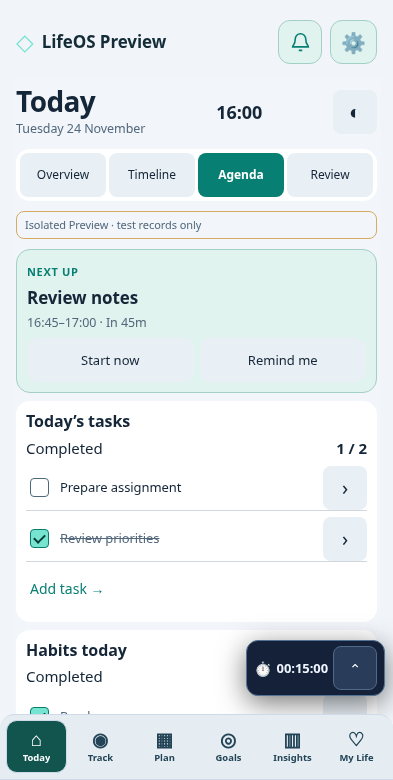 LifeOS Preview
Today
16:00
Tuesday 24 November
Overview
Timeline
Agenda
Review
Isolated Preview · test records only
NEXT UP
Review notes
16:45–17:00 · In 45m
Start now
Remind me
Today’s tasks
Completed
1 / 2
Prepare assignment
Review priorities
Add task →
Habits today
Completed
00:15:00
Today
Track
Plan
Goals
Insights
My Life